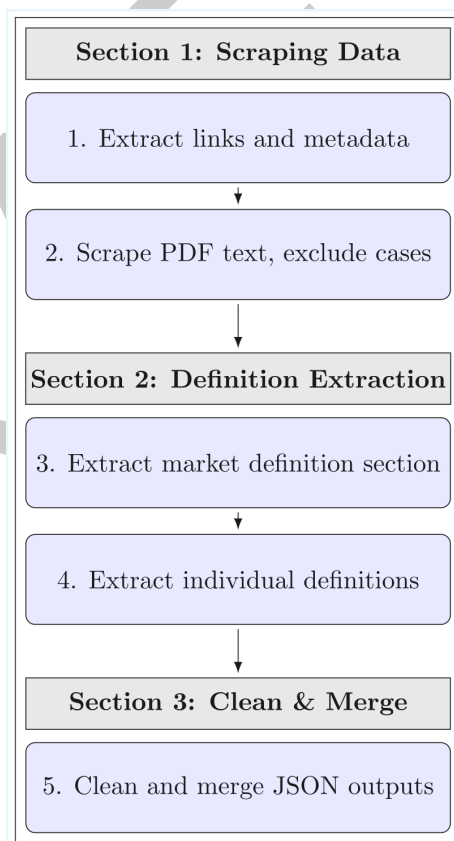 Section 1: Scraping Data
1. Extract links and metadata
2. Scrape PDF text, exclude cases
Section 2: Definition Extraction
3. Extract market definition section
4. Extract individual definitions
Section 3: Clean & Merge
5. Clean and merge JSON outputs